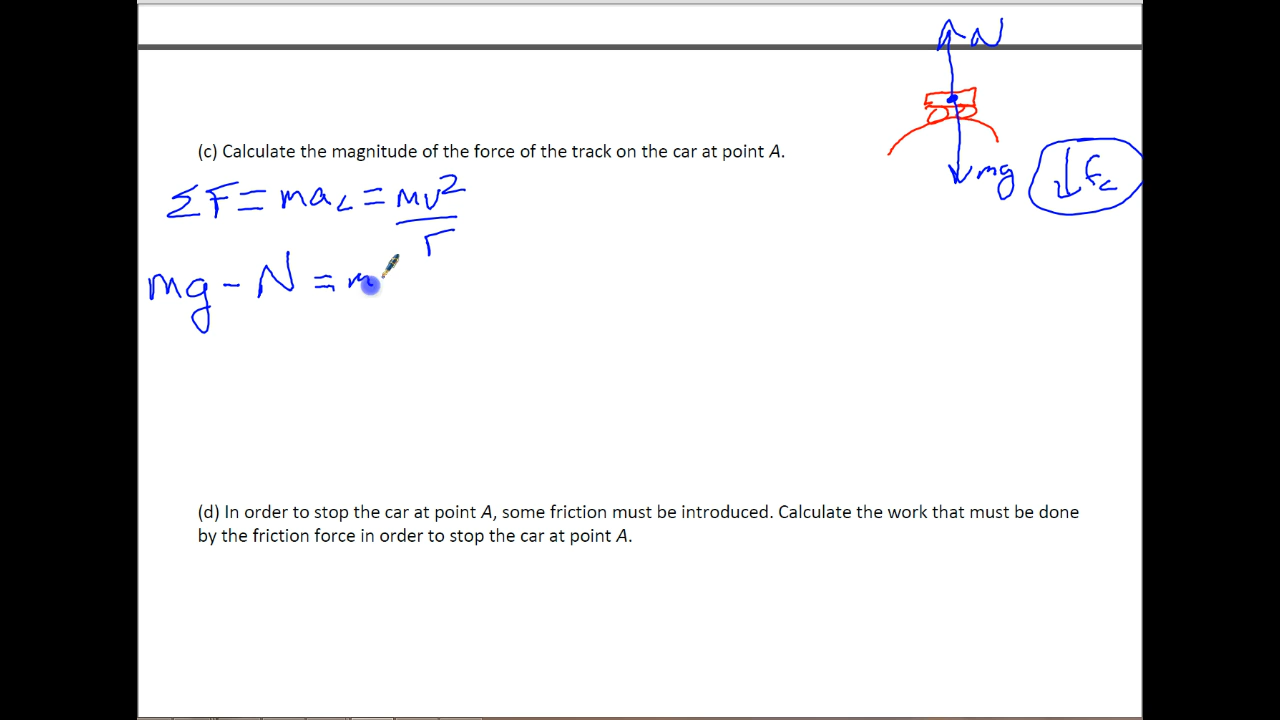 N
(c) Calculate the magnitude of the force of the track on the car at point A.
mg ↓Fc
ΣF = mac = mv²/r
mg - N = m
(d) In order to stop the car at point A, some friction must be introduced. Calculate the work that must be done
by the friction force in order to stop the car at point A.